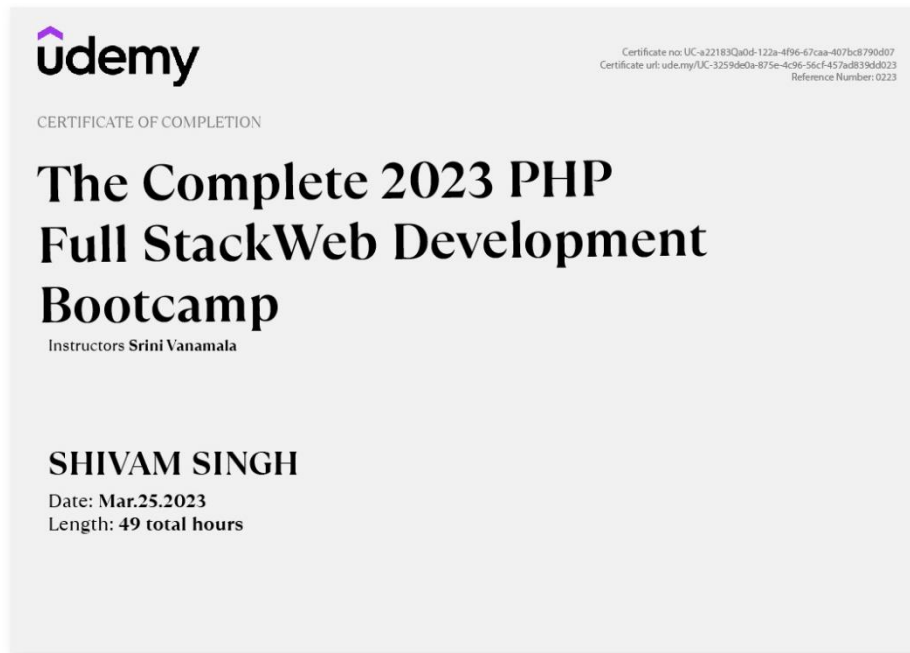 udemy
Certificate no: UC-a22183Qa0d-122a-4f96-67caa-407bc8790d07
Certificate url: ude.my/UC-3259de0a-875e-4c96-56cf-457ad839dd023
Reference Number: 0223
CERTIFICATE OF COMPLETION
The Complete 2023 PHP
Full StackWeb Development
Bootcamp
Instructors Srini Vanamala
SHIVAM SINGH
Date: Mar.25.2023
Length: 49 total hours